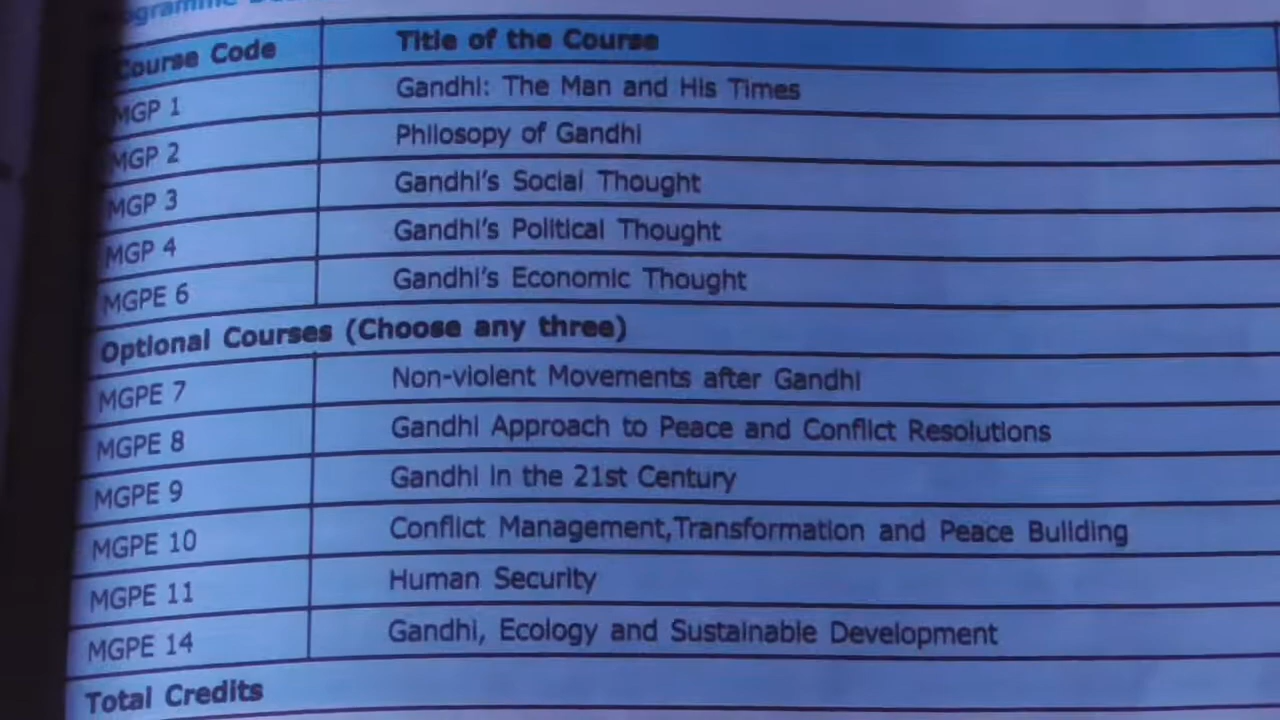 Course Code Title of the Course
MGP 1 Gandhi: The Man and His Times
MGP 2 Philosopy of Gandhi
MGP 3 Gandhi's Social Thought
MGP 4 Gandhi's Political Thought
MGPE 6 Gandhi's Economic Thought
Optional Courses (Choose any three)
MGPE 7 Non-violent Movements after Gandhi
MGPE 8 Gandhi Approach to Peace and Conflict Resolutions
MGPE 9 Gandhi in the 21st Century
MGPE 10 Conflict Management,Transformation and Peace Building
MGPE 11 Human Security
MGPE 14 Gandhi, Ecology and Sustainable Development
Total Credits